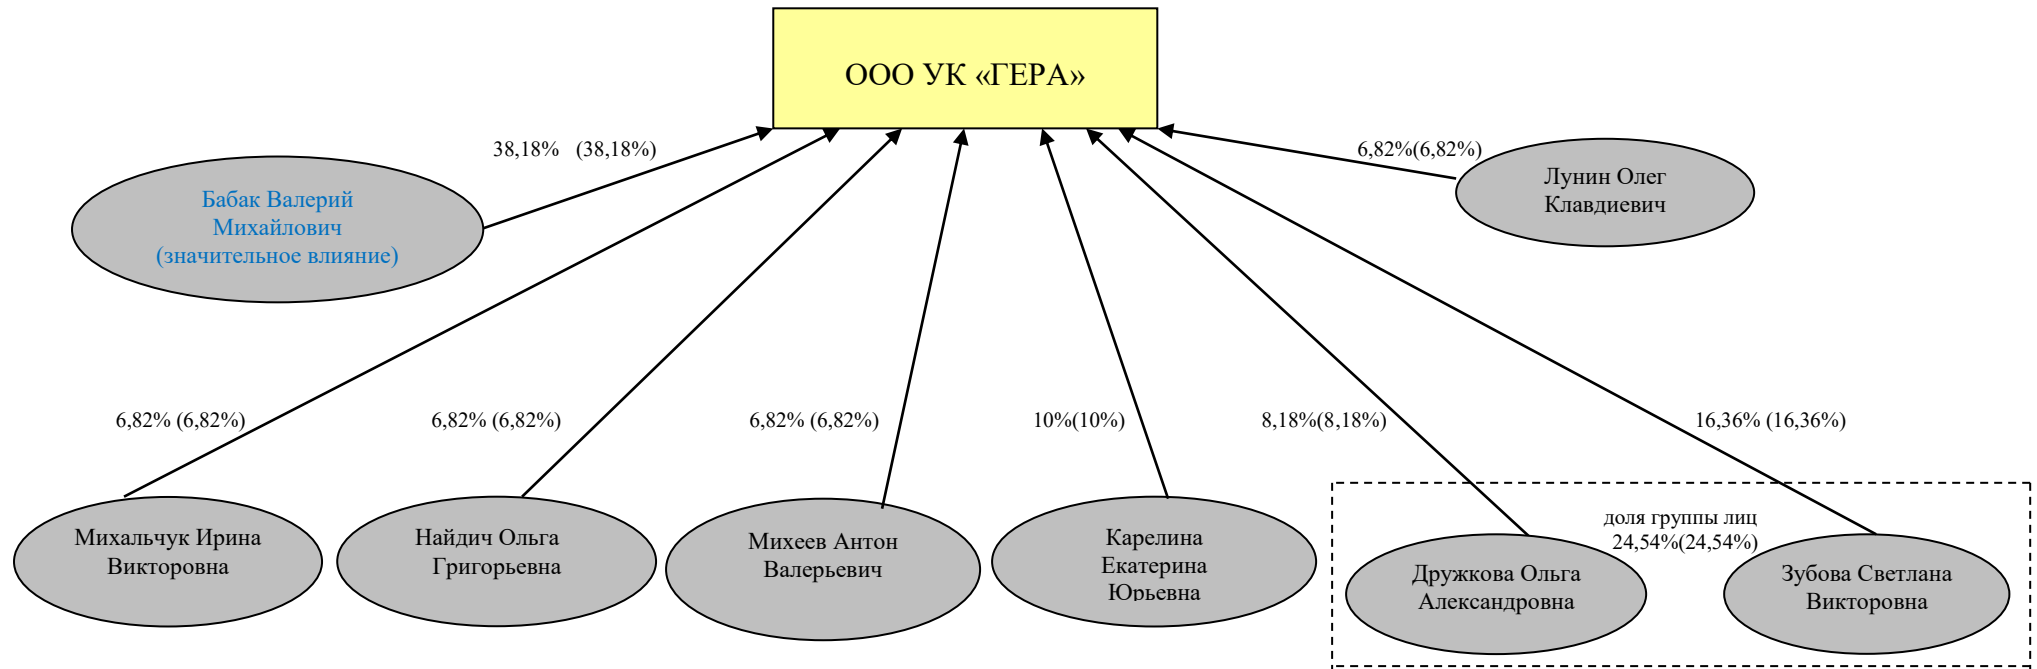 ООО УК «ГЕРА»
38,18% (38,18%)
6,82%(6,82%)
Бабак Валерий
Михайлович
(значительное влияние)
Лунин Олег
Клавдиевич
6,82% (6,82%)
6,82% (6,82%)
6,82% (6,82%)
10%(10%)
8,18%(8,18%)
16,36% (16,36%)
Михальчук Ирина
Викторовна
Найдич Ольга
Григорьевна
Михеев Антон
Валерьевич
Карелина
Екатерина
Юрьевна
доля группы лиц
24,54%(24,54%)
Дружкова Ольга
Александровна
Зубова Светлана
Викторовна